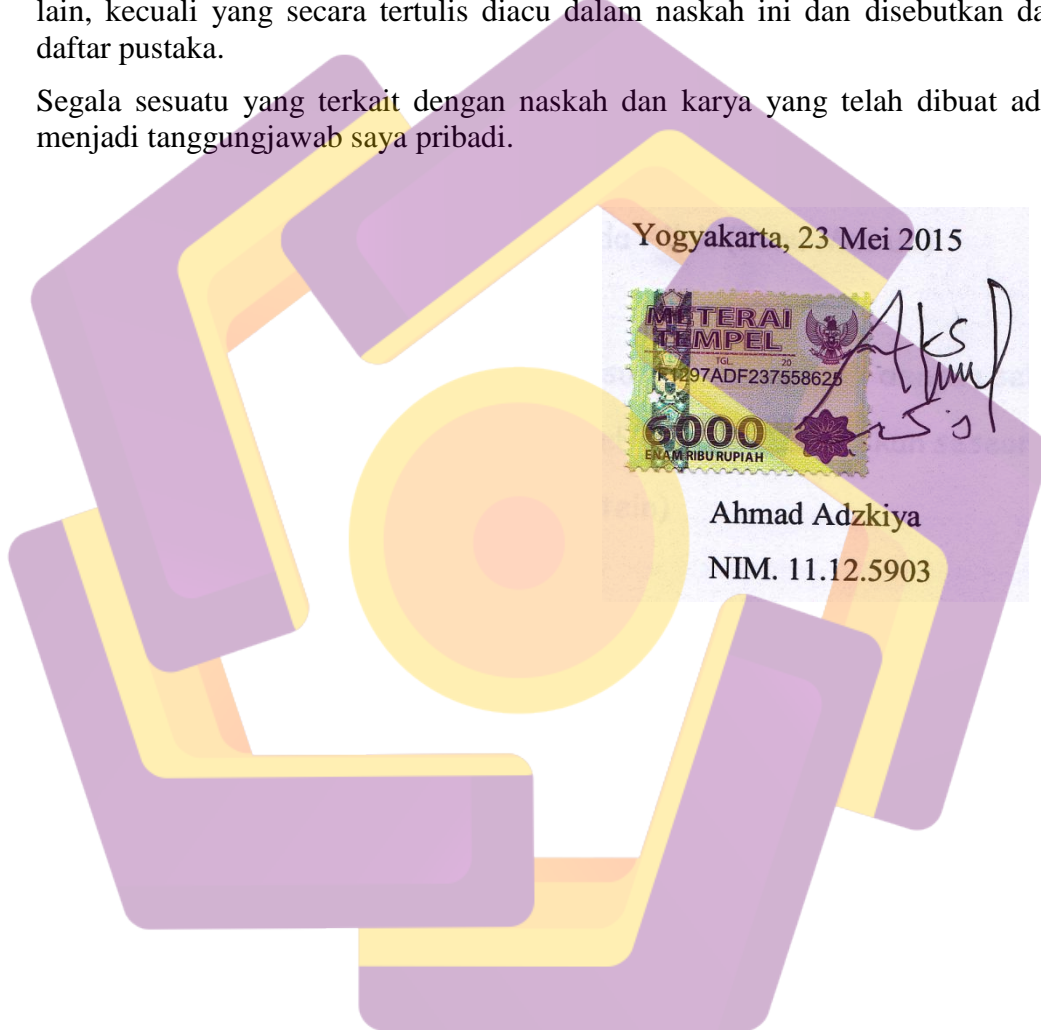 lain, kecuali yang secara tertulis diacu dalam naskah ini dan disebutkan da
daftar pustaka.
Segala sesuatu yang terkait dengan naskah dan karya yang telah dibuat ad
menjadi tanggungjawab saya pribadi.
Yogyakarta, 23 Mei 2015
METERAI
TEMPEL
TGL. 20
F1297ADF237558625
6000
ENAM RIBU RUPIAH
Ahmad Adzkiya
NIM. 11.12.5903